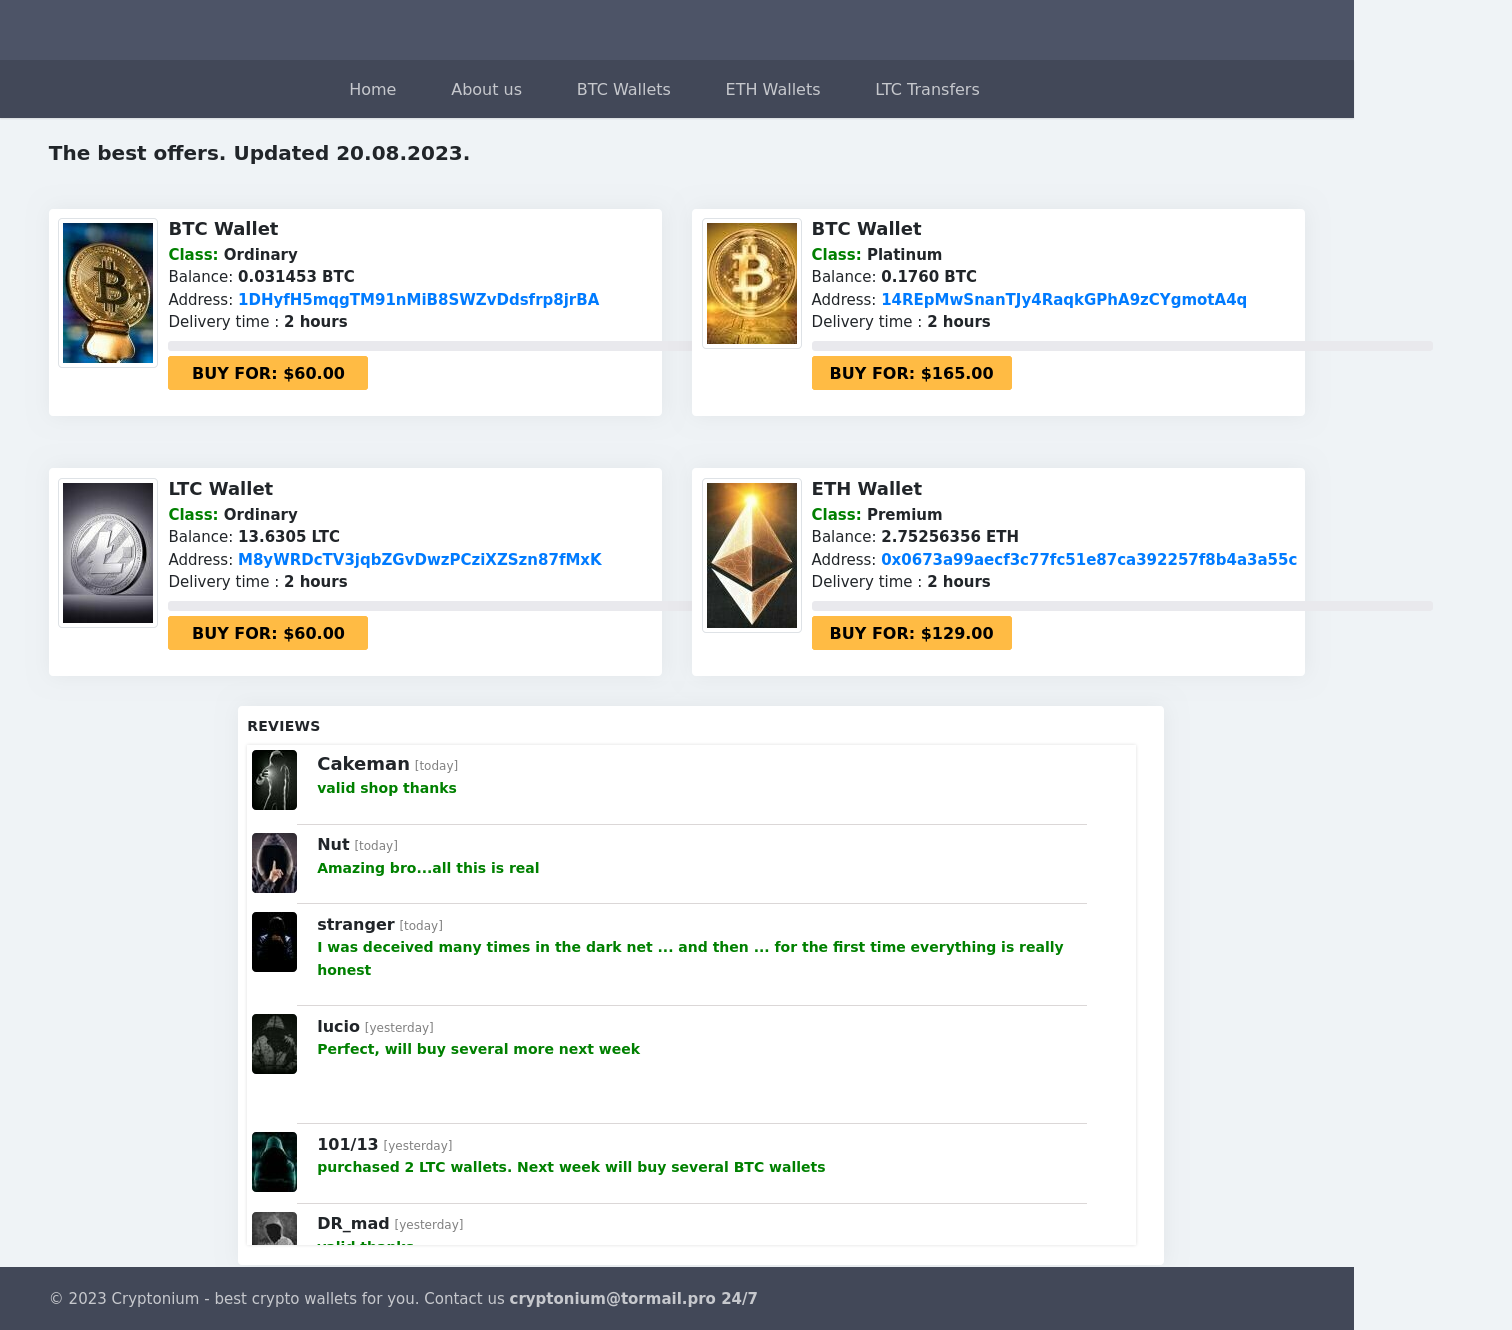 Home About us BTC Wallets ETH Wallets LTC Transfers
The best offers. Updated 20.08.2023.
BTC Wallet
Class: Ordinary
Balance: 0.031453 BTC
Address: 1DHyfH5mqgTM91nMiB8SWZvDdsfrp8jrBA
Delivery time : 2 hours
BUY FOR: $60.00
BTC Wallet
Class: Platinum
Balance: 0.1760 BTC
Address: 14REpMwSnanTJy4RaqkGPhA9zCYgmotA4q
Delivery time : 2 hours
BUY FOR: $165.00
LTC Wallet
Class: Ordinary
Balance: 13.6305 LTC
Address: M8yWRDcTV3jqbZGvDwzPCziXZSzn87fMxK
Delivery time : 2 hours
BUY FOR: $60.00
ETH Wallet
Class: Premium
Balance: 2.75256356 ETH
Address: 0x0673a99aecf3c77fc51e87ca392257f8b4a3a55c
Delivery time : 2 hours
BUY FOR: $129.00
REVIEWS
Cakeman [today]
valid shop thanks
Nut [today]
Amazing bro...all this is real
stranger [today]
I was deceived many times in the dark net ... and then ... for the first time everything is really
honest
lucio [yesterday]
Perfect, will buy several more next week
101/13 [yesterday]
purchased 2 LTC wallets. Next week will buy several BTC wallets
DR_mad [yesterday]
valid thanks
© 2023 Cryptonium - best crypto wallets for you. Contact us cryptonium@tormail.pro 24/7